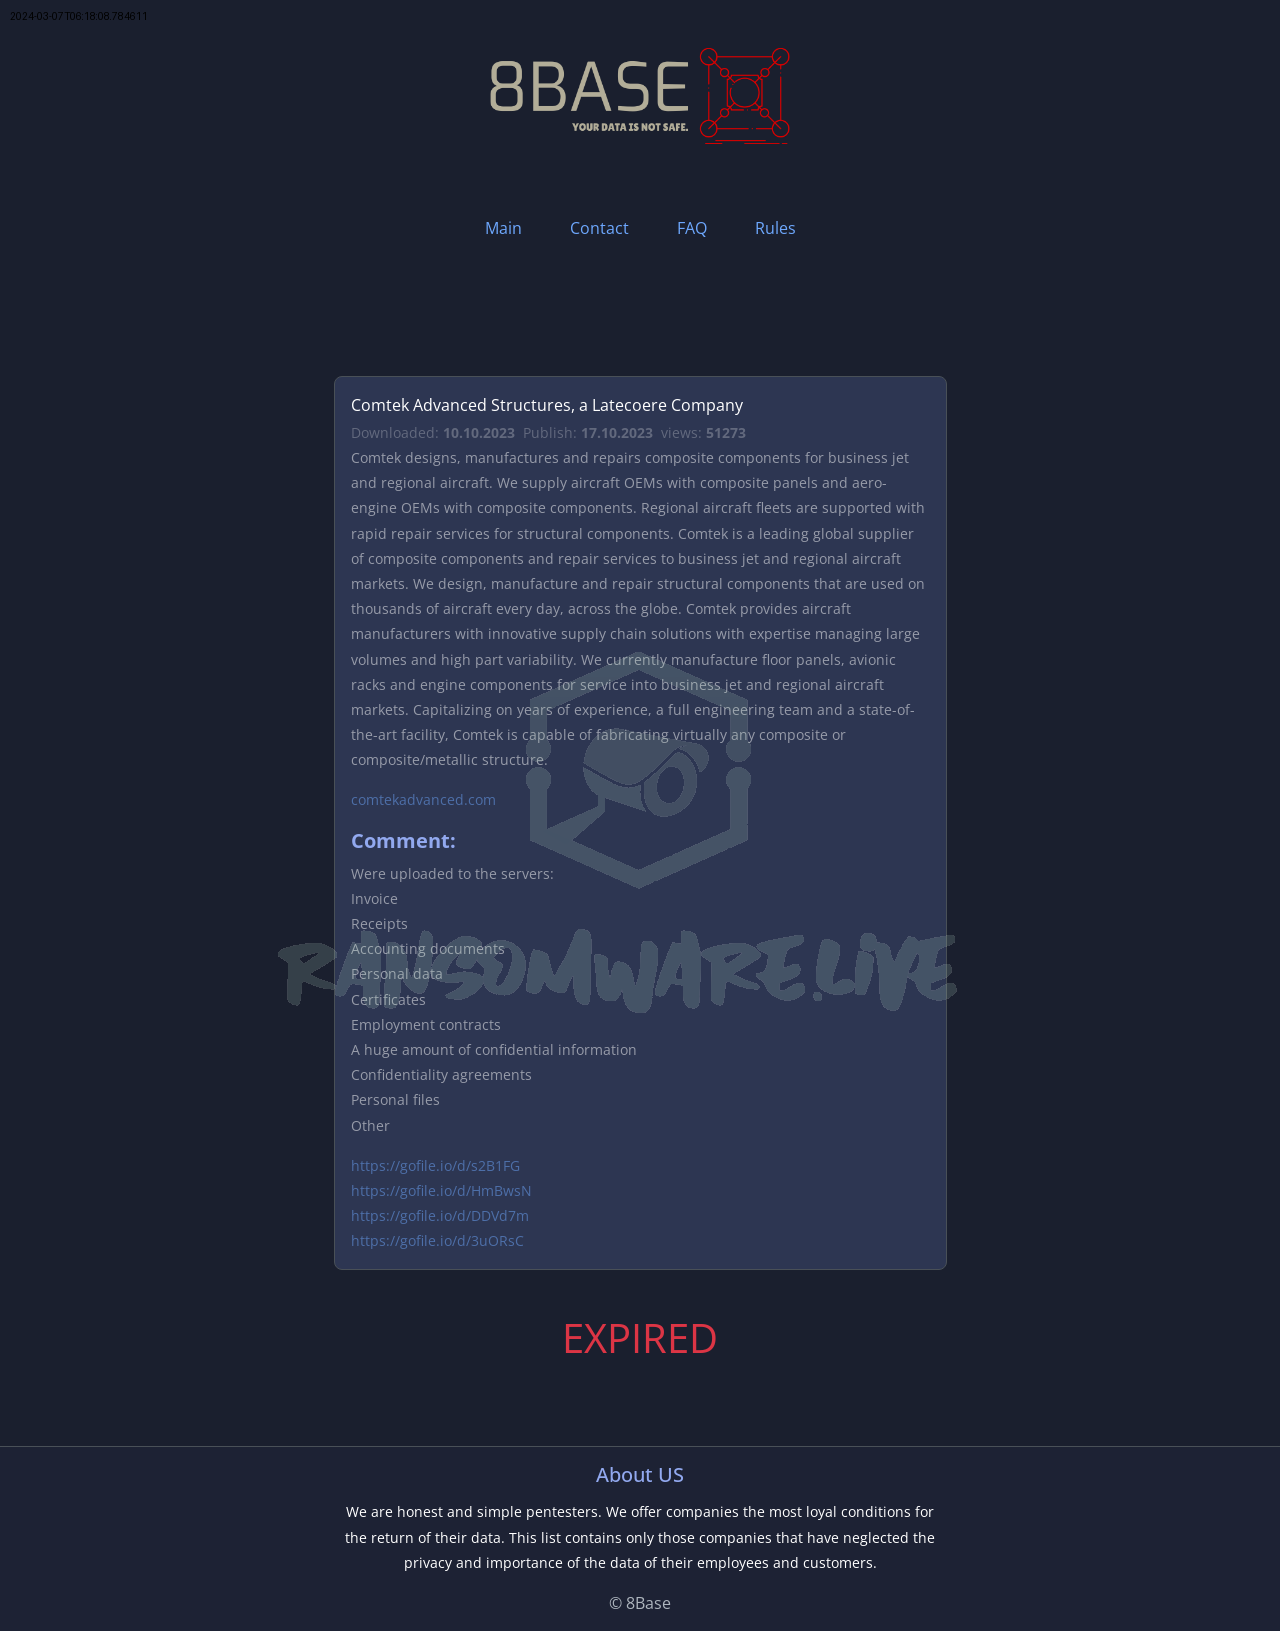 2024-03-07T06:18:08.784611
8BASE
YOUR DATA IS NOT SAFE.
Main Contact FAQ Rules
Comtek Advanced Structures, a Latecoere Company
Downloaded: 10.10.2023 Publish: 17.10.2023 views: 51273
Comtek designs, manufactures and repairs composite components for business jet
and regional aircraft. We supply aircraft OEMs with composite panels and aero-
engine OEMs with composite components. Regional aircraft fleets are supported with
rapid repair services for structural components. Comtek is a leading global supplier
of composite components and repair services to business jet and regional aircraft
markets. We design, manufacture and repair structural components that are used on
thousands of aircraft every day, across the globe. Comtek provides aircraft
manufacturers with innovative supply chain solutions with expertise managing large
volumes and high part variability. We currently manufacture floor panels, avionic
racks and engine components for service into business jet and regional aircraft
markets. Capitalizing on years of experience, a full engineering team and a state-of-
the-art facility, Comtek is capable of fabricating virtually any composite or
composite/metallic structure.
comtekadvanced.com
Comment:
Were uploaded to the servers:
Invoice
Receipts
Accounting documents
RANSOMWARE.LIVE
Personal data
Certificates
Employment contracts
A huge amount of confidential information
Confidentiality agreements
Personal files
Other
https://gofile.io/d/s2B1FG
https://gofile.io/d/HmBwsN
https://gofile.io/d/DDVd7m
https://gofile.io/d/3uORsC
EXPIRED
About US
We are honest and simple pentesters. We offer companies the most loyal conditions for
the return of their data. This list contains only those companies that have neglected the
privacy and importance of the data of their employees and customers.
© 8Base